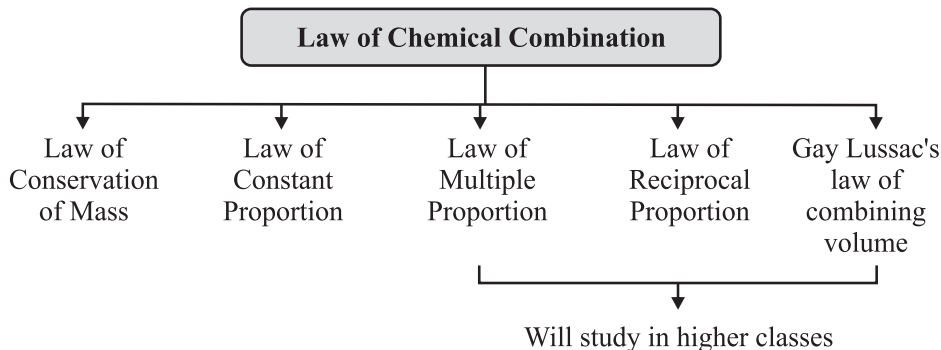 Law of Chemical Combination
Law of
Conservation
of Mass
Law of
Constant
Proportion
Law of
Multiple
Proportion
Law of
Reciprocal
Proportion
Gay Lussac's
law of
combining
volume
Will study in higher classes